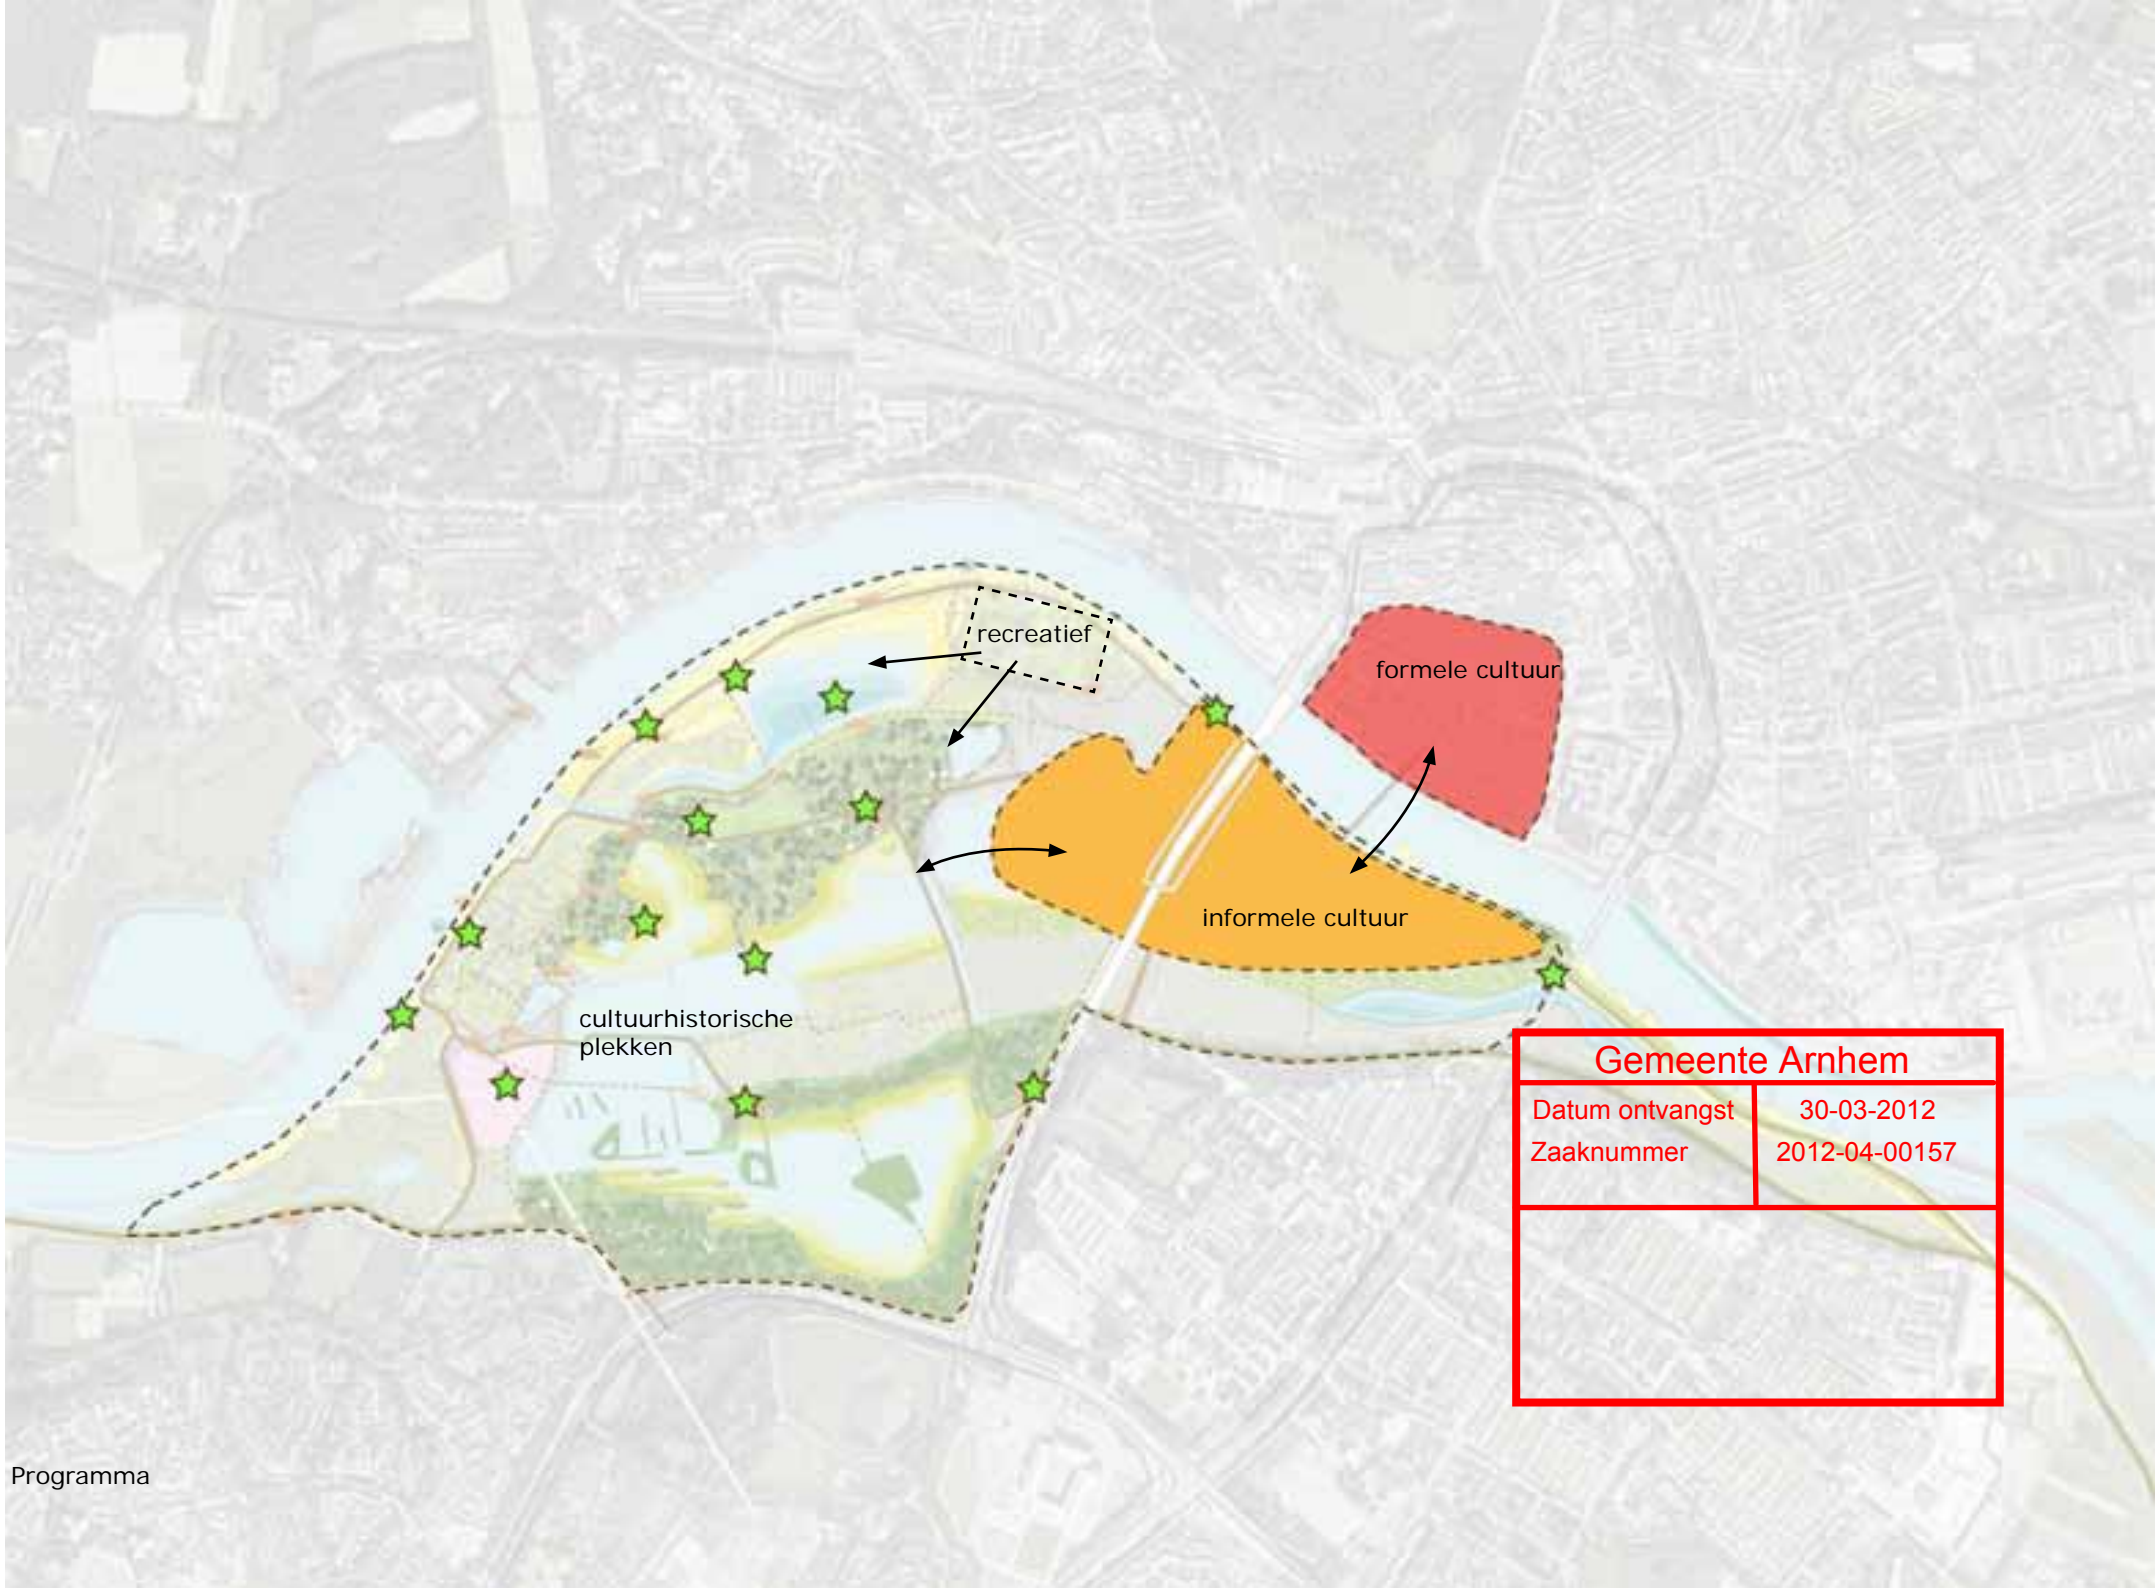 recreatief
formele cultuur
informele cultuur
cultuurhistorische
plekken
Gemeente Arnhem
Datum ontvangst 30-03-2012
Zaaknummer 2012-04-00157
Programma